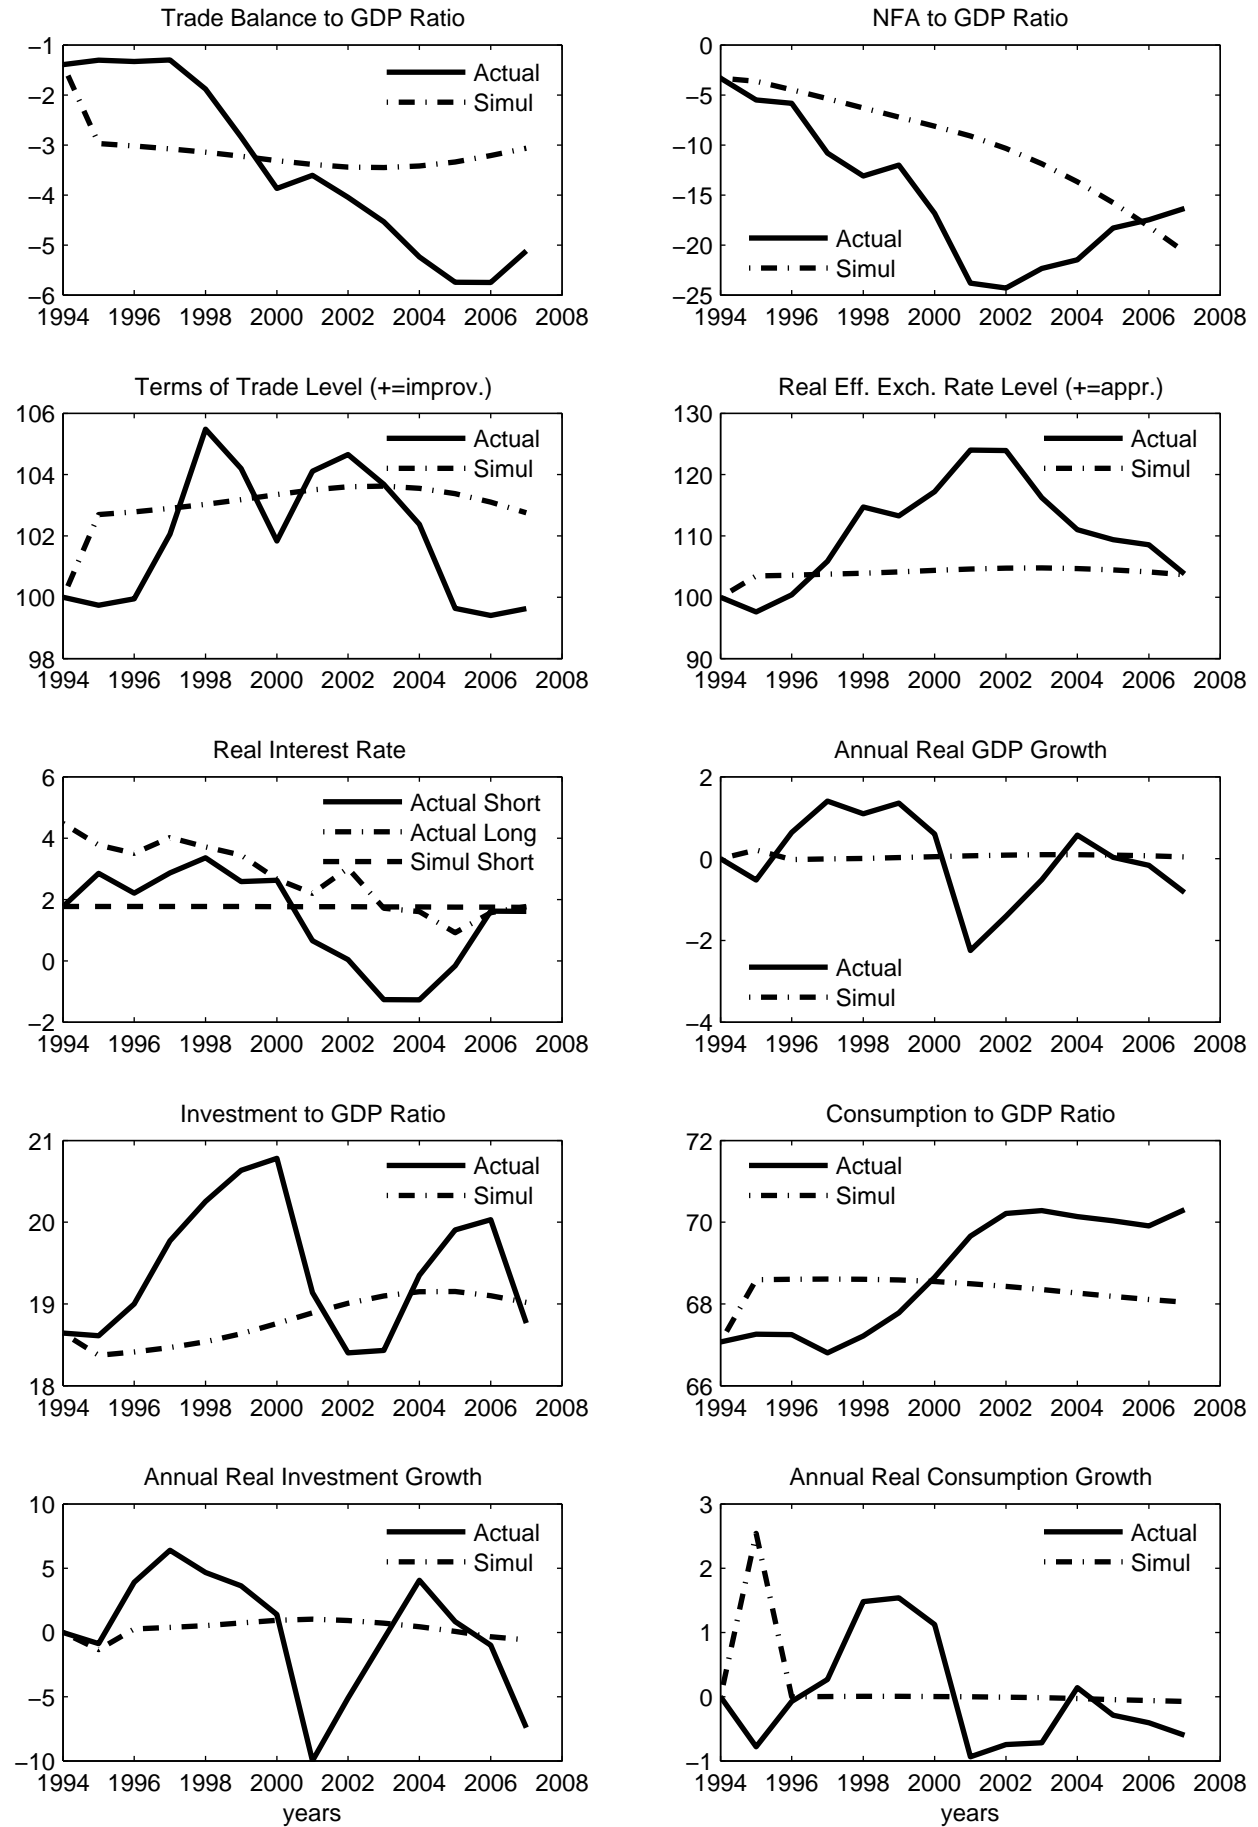 Trade Balance to GDP Ratio
−1
−2
−3
−4
−5
−6
Actual
Simul
1994 1996 1998 2000 2002 2004 2006 2008
NFA to GDP Ratio
0
−5
−10
−15
−20
−25
Actual
Simul
1994 1996 1998 2000 2002 2004 2006 2008
Terms of Trade Level (+=improv.)
106
104
102
100
98
Actual
Simul
1994 1996 1998 2000 2002 2004 2006 2008
Real Eff. Exch. Rate Level (+=appr.)
130
120
110
100
90
Actual
Simul
1994 1996 1998 2000 2002 2004 2006 2008
Real Interest Rate
6
4
2
0
−2
Actual Short
Actual Long
Simul Short
1994 1996 1998 2000 2002 2004 2006 2008
Annual Real GDP Growth
2
0
−2
−4
Actual
Simul
1994 1996 1998 2000 2002 2004 2006 2008
Investment to GDP Ratio
21
20
19
18
Actual
Simul
1994 1996 1998 2000 2002 2004 2006 2008
Consumption to GDP Ratio
72
70
68
66
Actual
Simul
1994 1996 1998 2000 2002 2004 2006 2008
Annual Real Investment Growth
10
5
0
−5
−10
Actual
Simul
1994 1996 1998 2000 2002 2004 2006 2008
years
Annual Real Consumption Growth
3
2
1
0
−1
Actual
Simul
1994 1996 1998 2000 2002 2004 2006 2008
years